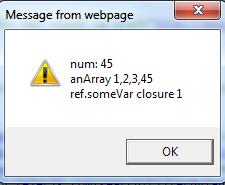 Message from webpage
num: 45
anArray 1,2,3,45
ref.someVar closure 1
OK